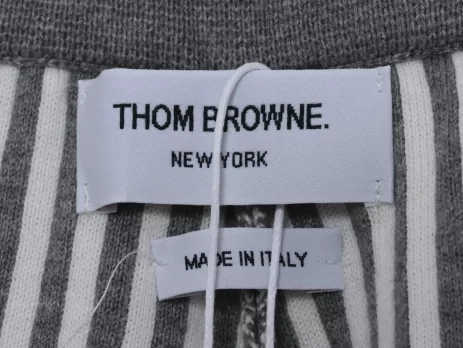 THOM BROWNE.
NEW YORK
MADE IN ITALY